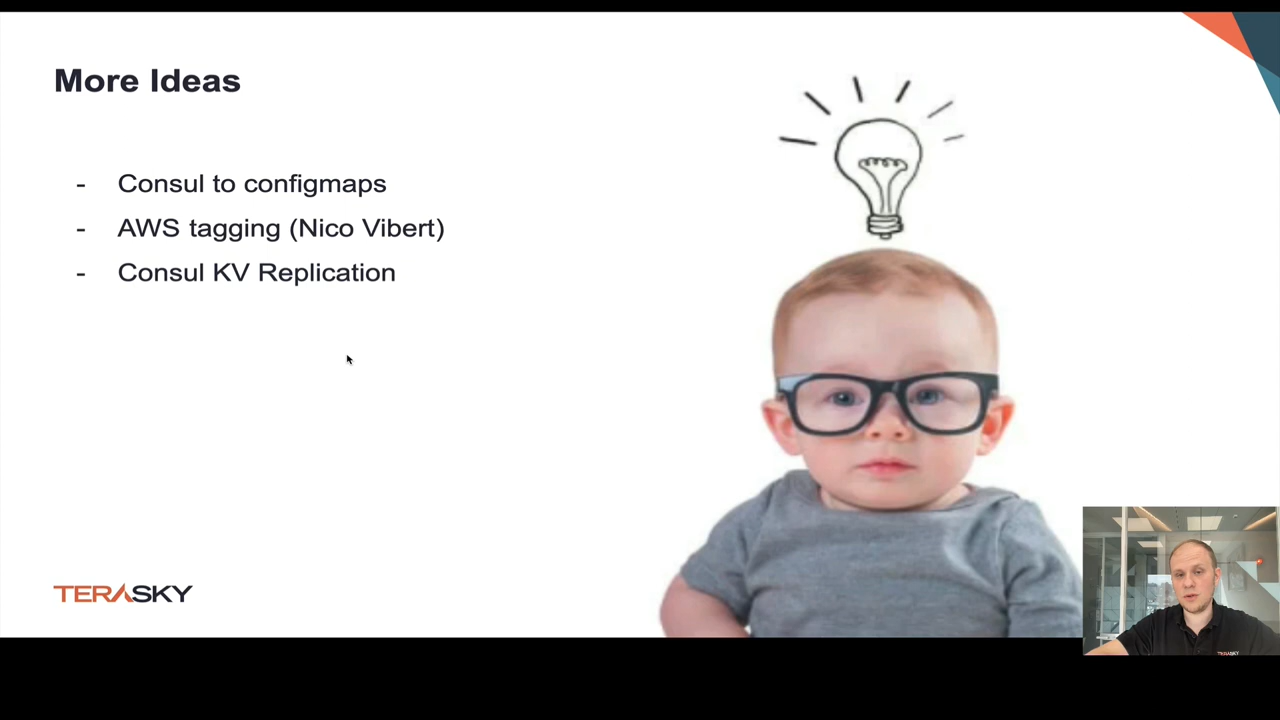 More Ideas
- Consul to configmaps
- AWS tagging (Nico Vibert)
- Consul KV Replication
TERASKY